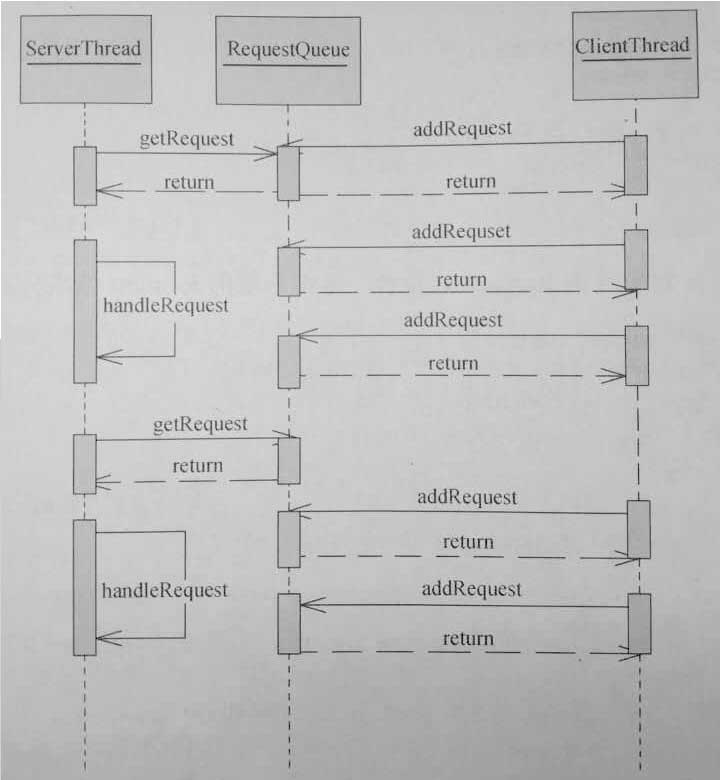 ServerThread RequestQueue ClientThread
getRequest addRequest
return return
addRequset
return
handleRequest
addRequest
return
getRequest
return
addRequest
return
handleRequest
addRequest
return